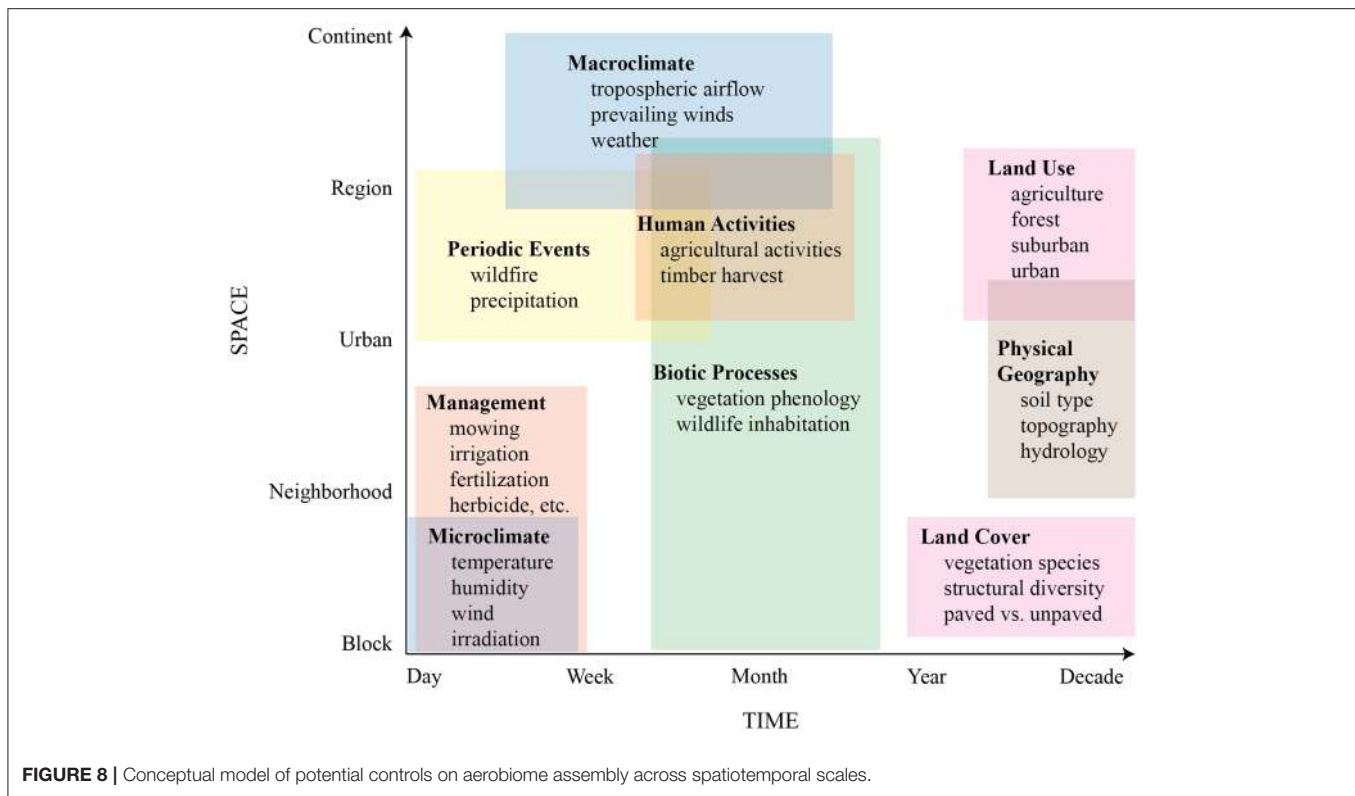 Continent
Region
Urban
Neighborhood
Block
SPACE
Macroclimate
tropospheric airflow
prevailing winds
weather
Periodic Events
wildfire
precipitation
Human Activities
agricultural activities
timber harvest
Land Use
agriculture
forest
suburban
urban
Physical
Geography
soil type
topography
hydrology
Biotic Processes
vegetation phenology
wildlife inhabitation
Management
mowing
irrigation
fertilization
herbicide, etc.
Microclimate
temperature
humidity
wind
irradiation
Land Cover
vegetation species
structural diversity
paved vs. unpaved
Day Week Month Year Decade
TIME
FIGURE 8 | Conceptual model of potential controls on aerobiome assembly across spatiotemporal scales.